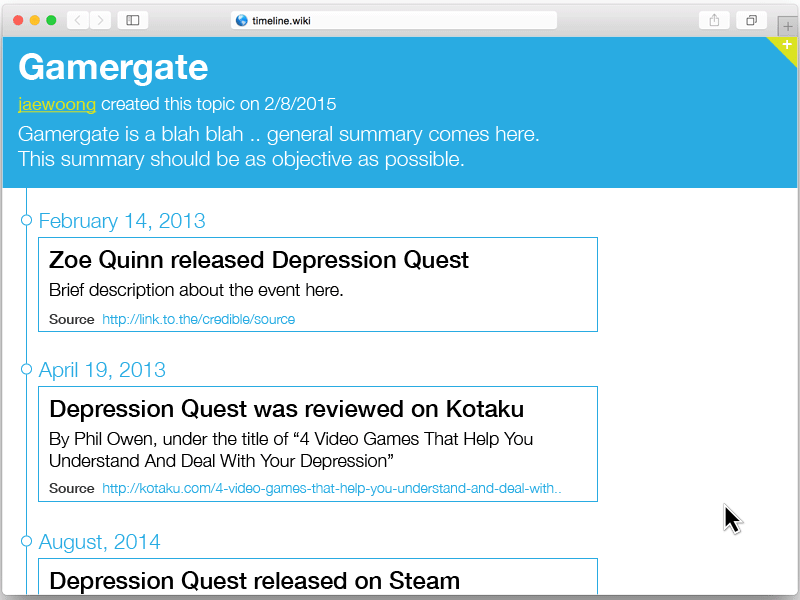 timeline.wiki
Gamergate
jaewoong created this topic on 2/8/2015
Gamergate is a blah blah .. general summary comes here.
This summary should be as objective as possible.
February 14, 2013
Zoe Quinn released Depression Quest
Brief description about the event here.
Source http://link.to.the/credible/source
April 19, 2013
Depression Quest was reviewed on Kotaku
By Phil Owen, under the title of “4 Video Games That Help You
Understand And Deal With Your Depression”
Source http://kotaku.com/4-video-games-that-help-you-understand-and-deal-with..
August, 2014
Depression Quest released on Steam